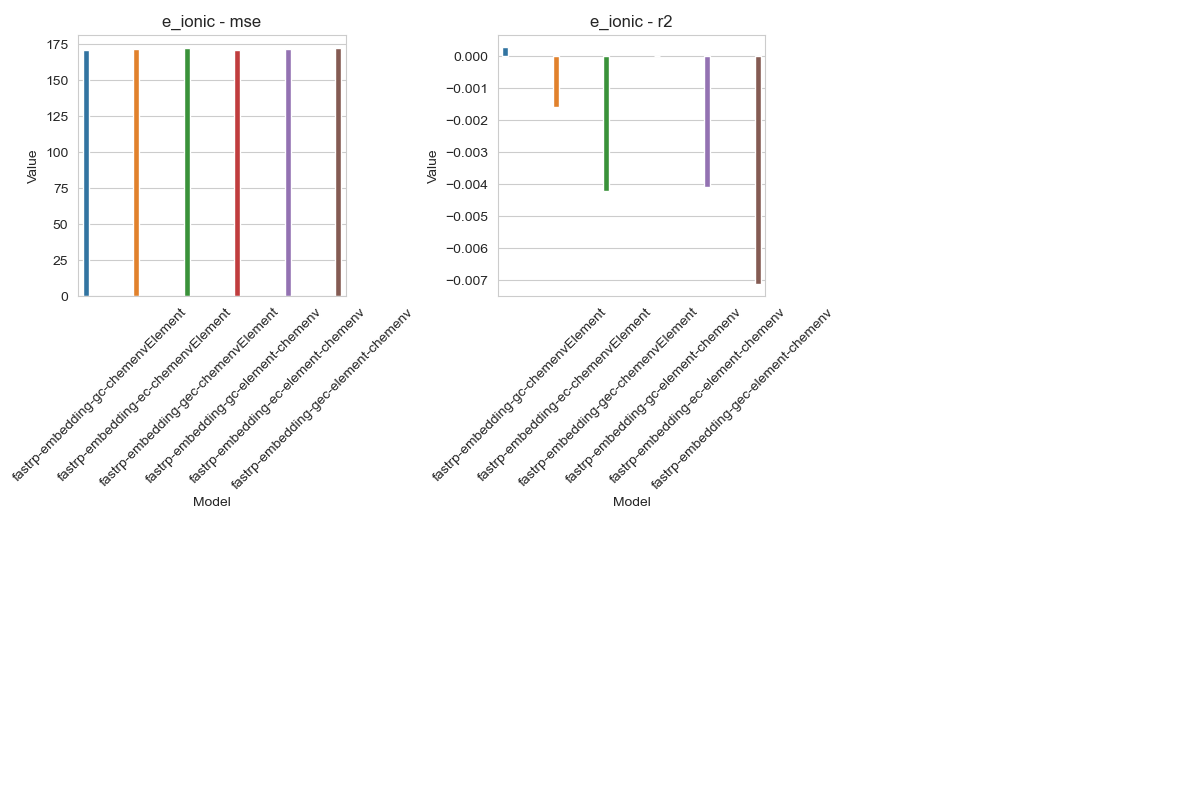 e_ionic - mse
Value
175
150
125
100
75
50
25
0
fastrp-embedding-gc-chemenvElement
fastrp-embedding-ec-chemenvElement
fastrp-embedding-gec-chemenvElement
fastrp-embedding-gc-element-chemenv
fastrp-embedding-ec-element-chemenv
fastrp-embedding-gec-element-chemenv
Model
e_ionic - r2
Value
0.000
−0.001
−0.002
−0.003
−0.004
−0.005
−0.006
−0.007
fastrp-embedding-gc-chemenvElement
fastrp-embedding-ec-chemenvElement
fastrp-embedding-gec-chemenvElement
fastrp-embedding-gc-element-chemenv
fastrp-embedding-ec-element-chemenv
fastrp-embedding-gec-element-chemenv
Model